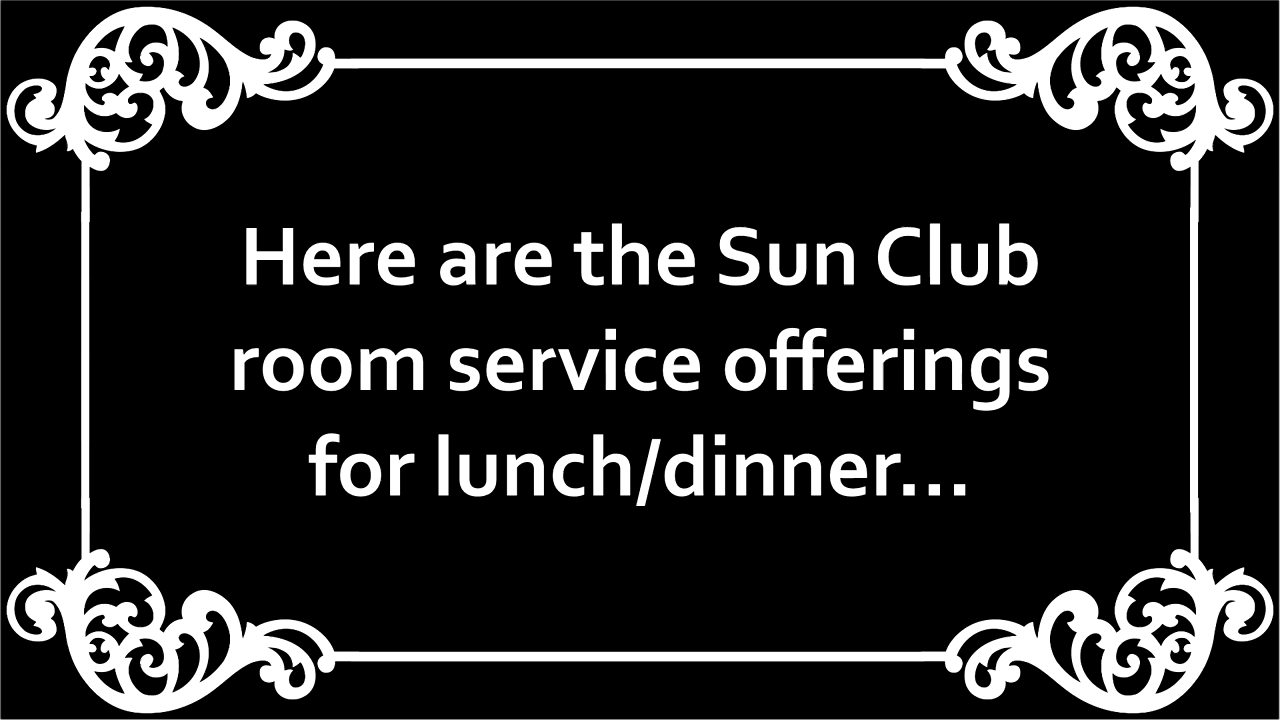 Here are the Sun Club
room service offerings
for lunch/dinner...